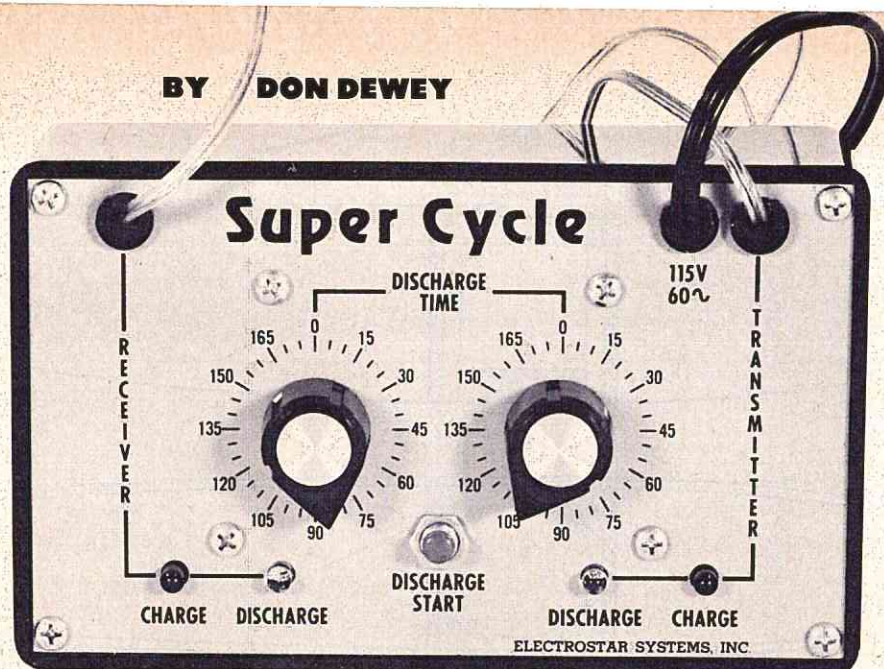 BY DON DEWEY
Super Cycle
115V
60∿
DISCHARGE
TIME
RECEIVER
TRANSMITTER
0
165 15
150 30
135 45
120 60
105 75
90
0
165 15
150 30
135 45
120 60
105 75
90
DISCHARGE
START
CHARGE DISCHARGE
DISCHARGE CHARGE
ELECTROSTAR SYSTEMS, INC.